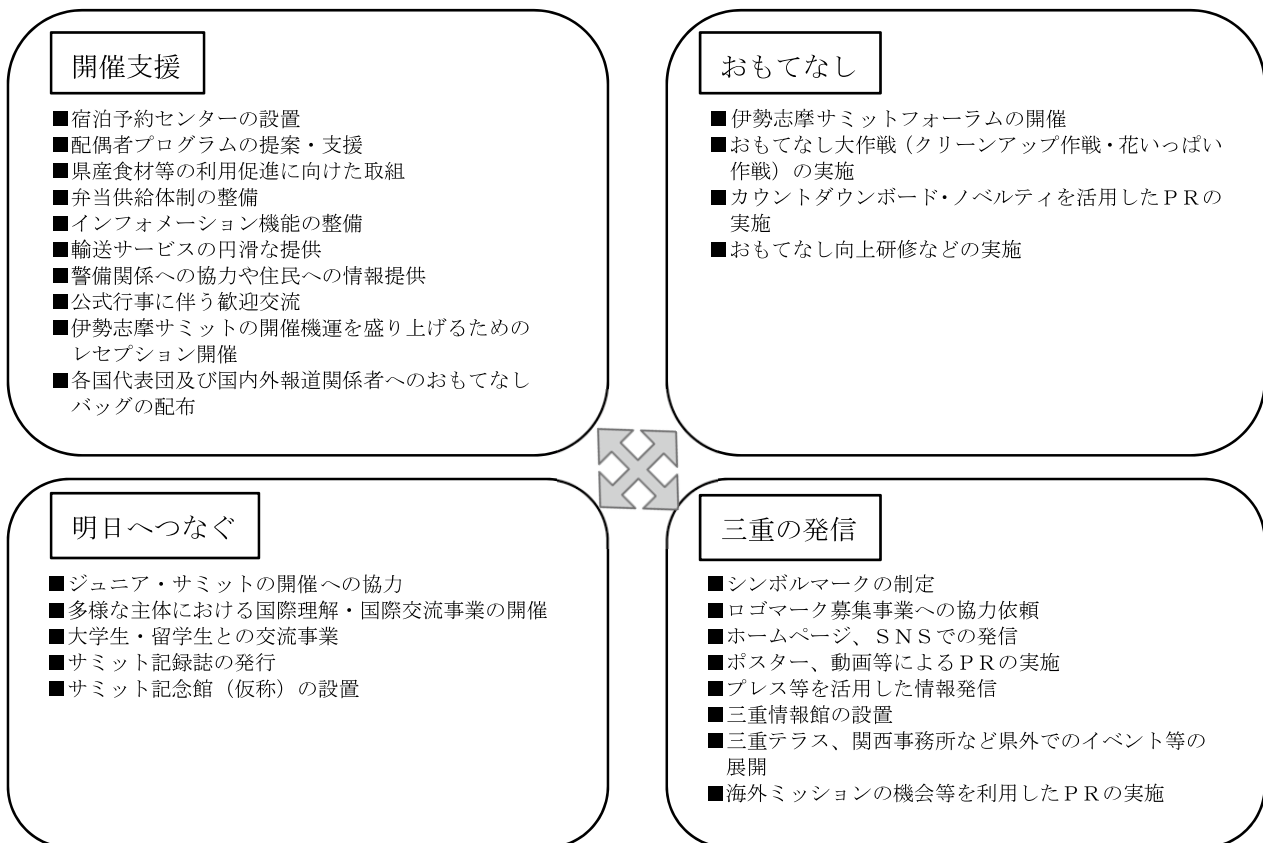 開催支援
■宿泊予約センターの設置
■配偶者プログラムの提案・支援
■県産食材等の利用促進に向けた取組
■弁当供給体制の整備
■インフォメーション機能の整備
■輸送サービスの円滑な提供
■警備関係への協力や住民への情報提供
■公式行事に伴う歓迎交流
■伊勢志摩サミットの開催機運を盛り上げるための
レセプション開催
■各国代表団及び国内外報道関係者へのおもてなし
バッグの配布
おもてなし
■伊勢志摩サミットフォーラムの開催
■おもてなし大作戦（クリーンアップ作戦・花いっぱい
作戦）の実施
■カウントダウンボード・ノベルティを活用したＰＲの
実施
■おもてなし向上研修などの実施
明日へつなぐ
■ジュニア・サミットの開催への協力
■多様な主体における国際理解・国際交流事業の開催
■大学生・留学生との交流事業
■サミット記録誌の発行
■サミット記念館（仮称）の設置
三重の発信
■シンボルマークの制定
■ロゴマーク募集事業への協力依頼
■ホームページ、ＳＮＳでの発信
■ポスター、動画等によるＰＲの実施
■プレス等を活用した情報発信
■三重情報館の設置
■三重テラス、関西事務所など県外でのイベント等の
展開
■海外ミッションの機会等を利用したＰＲの実施